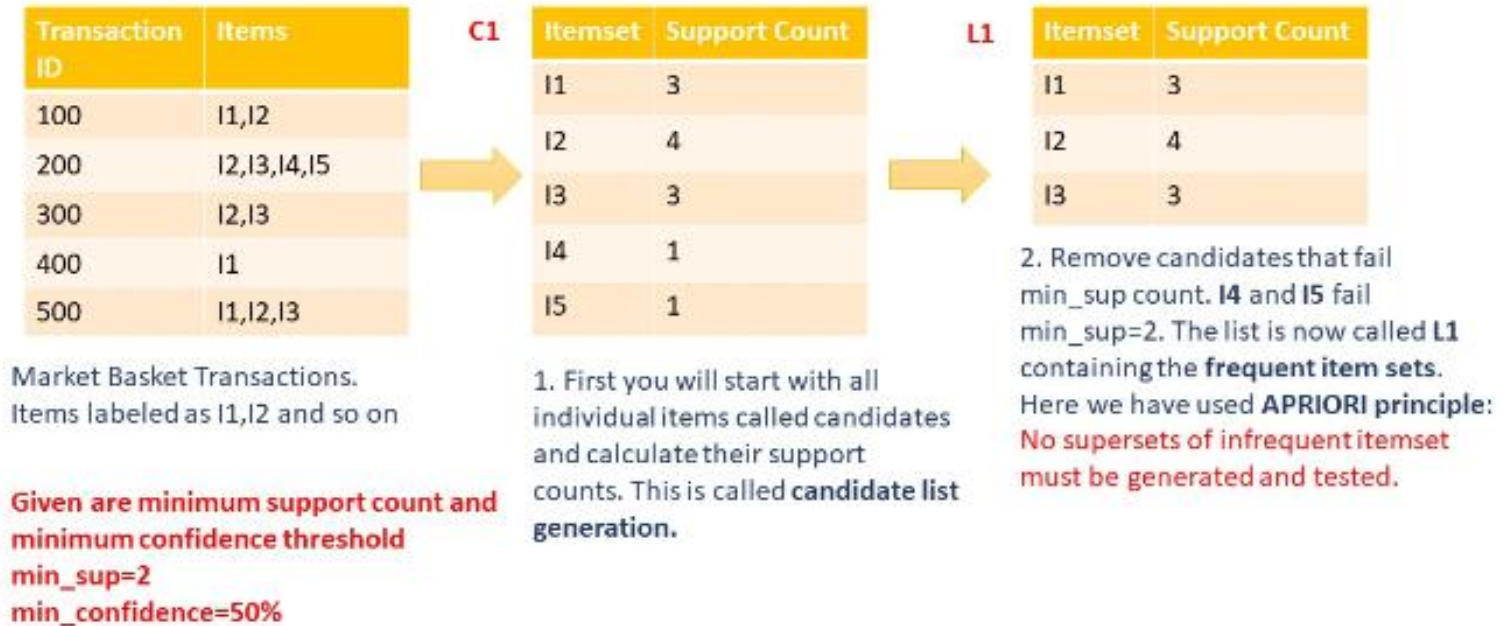 Transaction ID Items
100 I1,I2
200 I2,I3,I4,I5
300 I2,I3
400 I1
500 I1,I2,I3
Market Basket Transactions.
Items labeled as I1,I2 and so on
Given are minimum support count and
minimum confidence threshold
min_sup=2
min_confidence=50%
C1
Itemset Support Count
I1 3
I2 4
I3 3
I4 1
I5 1
1. First you will start with all
individual items called candidates
and calculate their support
counts. This is called candidate list
generation.
L1
Itemset Support Count
I1 3
I2 4
I3 3
2. Remove candidates that fail
min_sup count. I4 and I5 fail
min_sup=2. The list is now called L1
containing the frequent item sets.
Here we have used APRIORI principle:
No supersets of infrequent itemset
must be generated and tested.